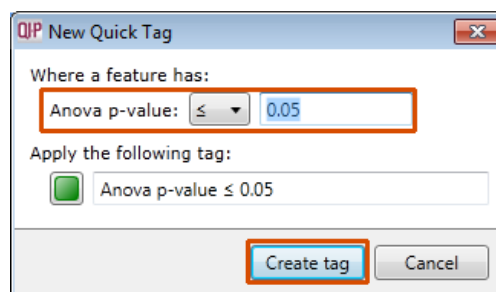 QIP New Quick Tag
Where a feature has:
Anova p-value: ≤ 0.05
Apply the following tag:
Anova p-value ≤ 0.05
Create tag Cancel